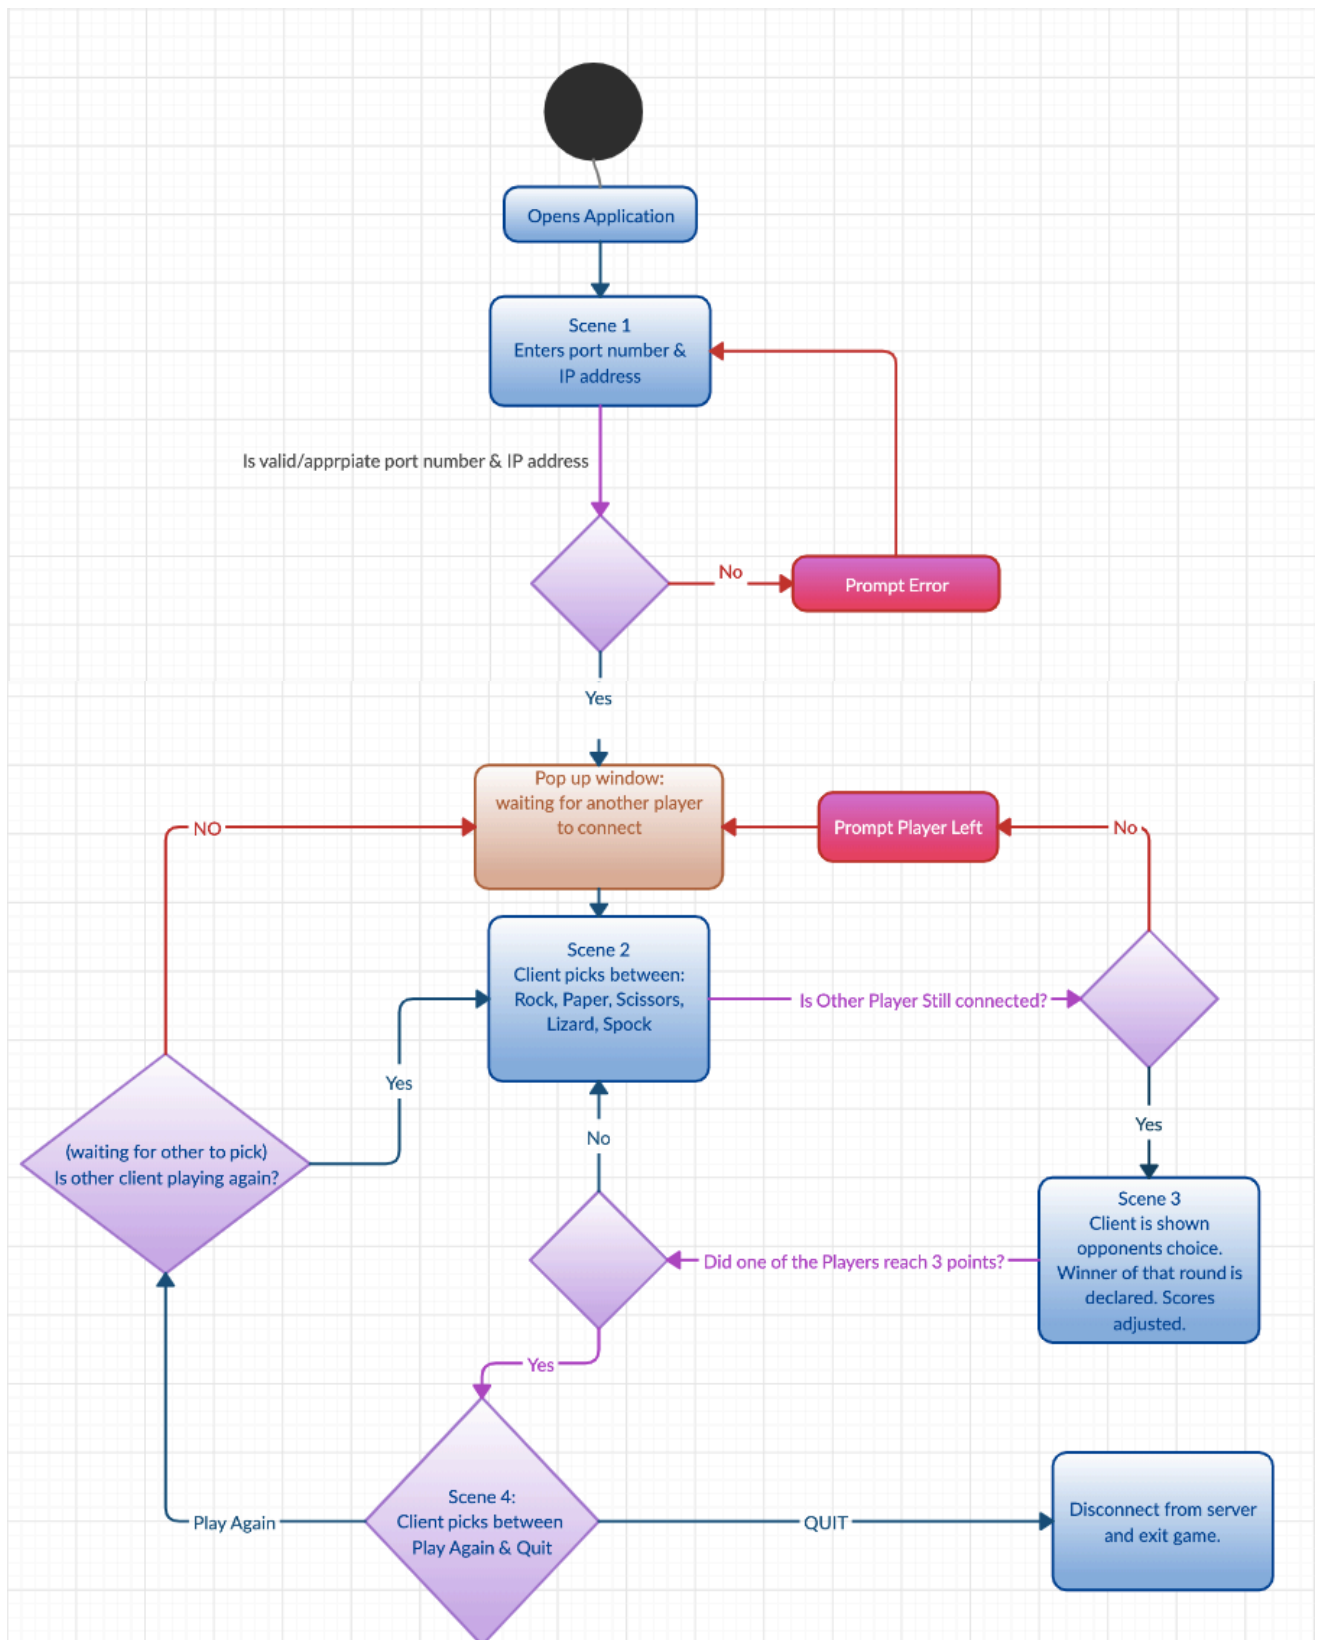 Opens Application
Scene 1
Enters port number &
IP address
Is valid/apprpiate port number & IP address
No
Prompt Error
Yes
Pop up window:
waiting for another player
to connect
NO
Prompt Player Left
No
Scene 2
Client picks between:
Rock, Paper, Scissors,
Lizard, Spock
Is Other Player Still connected?
Yes
Yes
No
(waiting for other to pick)
Is other client playing again?
Scene 3
Client is shown
opponents choice.
Winner of that round is
declared. Scores
adjusted.
Did one of the Players reach 3 points?
Yes
Scene 4:
Client picks between
Play Again & Quit
Play Again
QUIT
Disconnect from server
and exit game.